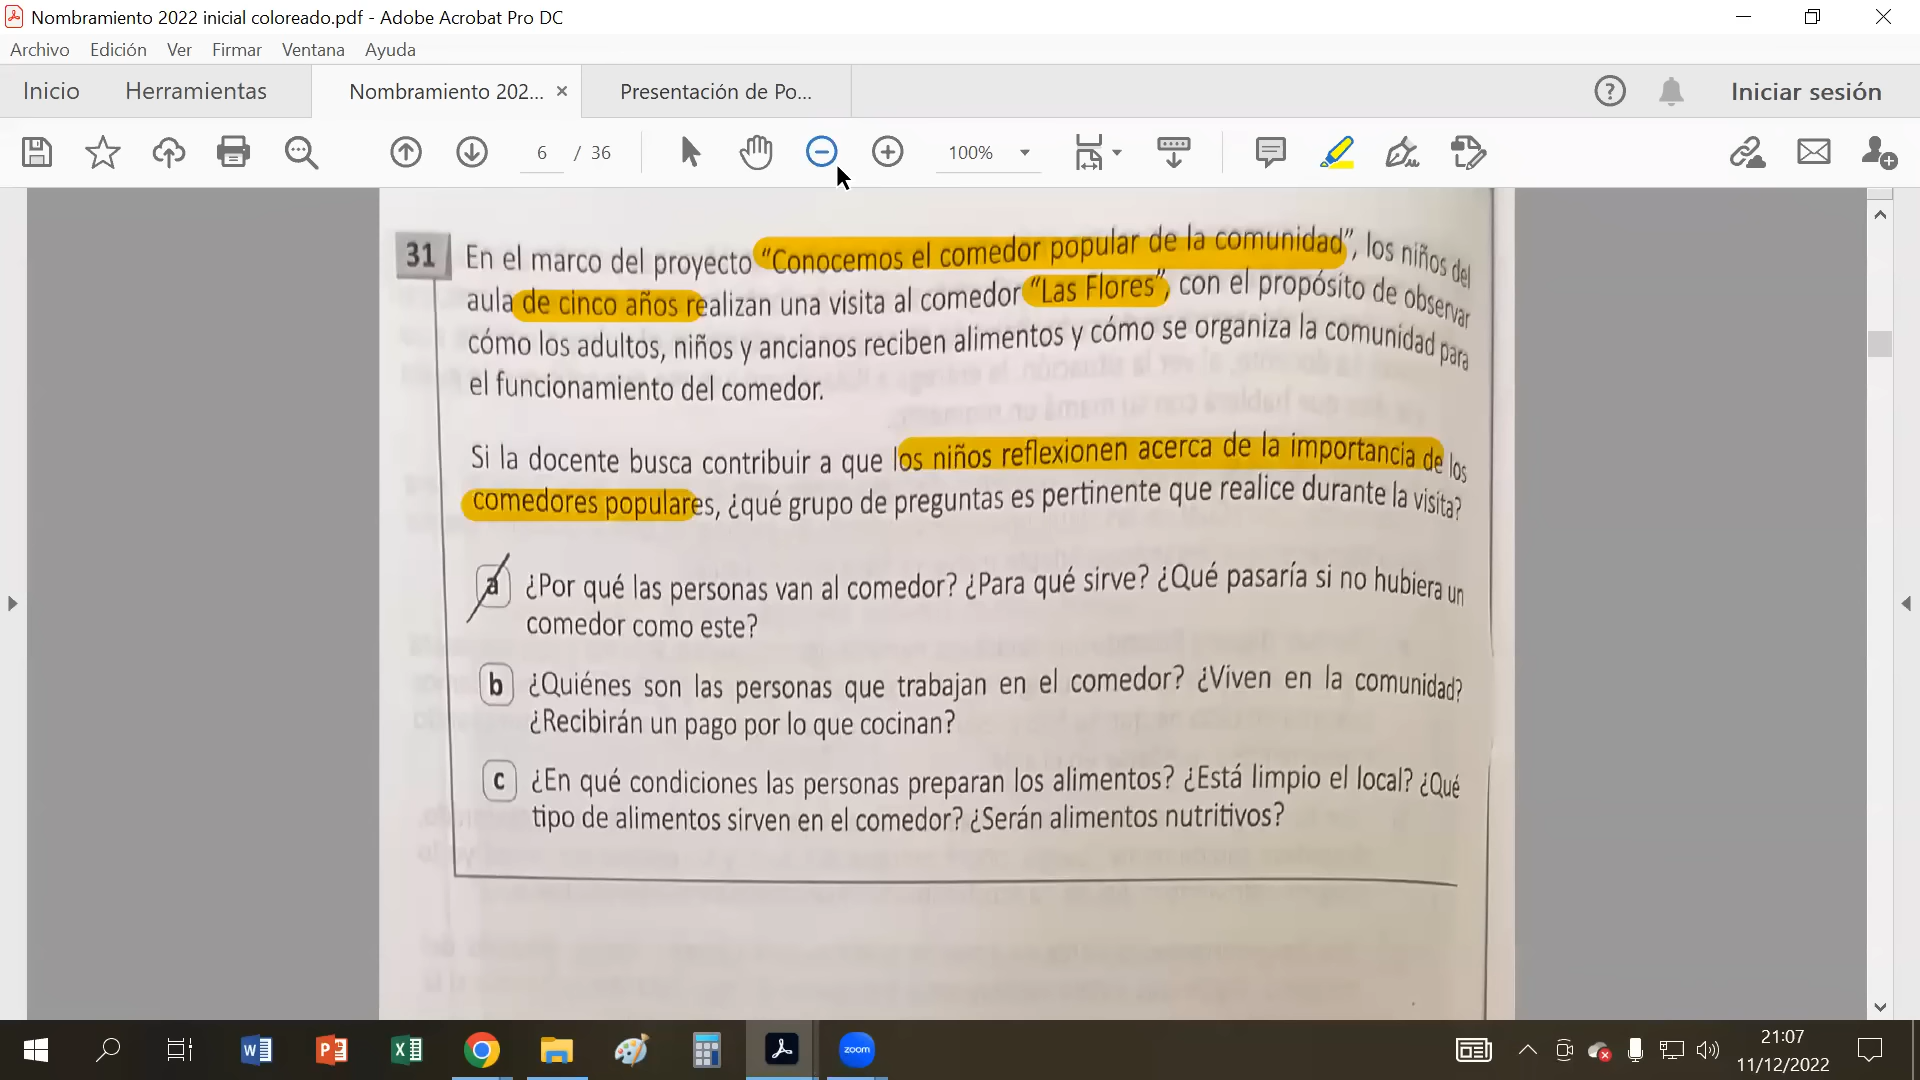 Nombramiento 2022 inicial coloreado.pdf - Adobe Acrobat Pro DC
Archivo Edición Ver Firmar Ventana Ayuda
Inicio Herramientas Nombramiento 202... × Presentación de Po... Iniciar sesión
6 / 36 100%
31 En el marco del proyecto “Conocemos el comedor popular de la comunidad”, los niños del
aula de cinco años realizan una visita al comedor “Las Flores”, con el propósito de observar
cómo los adultos, niños y ancianos reciben alimentos y cómo se organiza la comunidad para
el funcionamiento del comedor.
Si la docente busca contribuir a que los niños reflexionen acerca de la importancia de los
comedores populares, ¿qué grupo de preguntas es pertinente que realice durante la visita?
a ¿Por qué las personas van al comedor? ¿Para qué sirve? ¿Qué pasaría si no hubiera un
comedor como este?
b ¿Quiénes son las personas que trabajan en el comedor? ¿Viven en la comunidad?
¿Recibirán un pago por lo que cocinan?
c ¿En qué condiciones las personas preparan los alimentos? ¿Está limpio el local? ¿Qué
tipo de alimentos sirven en el comedor? ¿Serán alimentos nutritivos?
zoom
21:07
11/12/2022